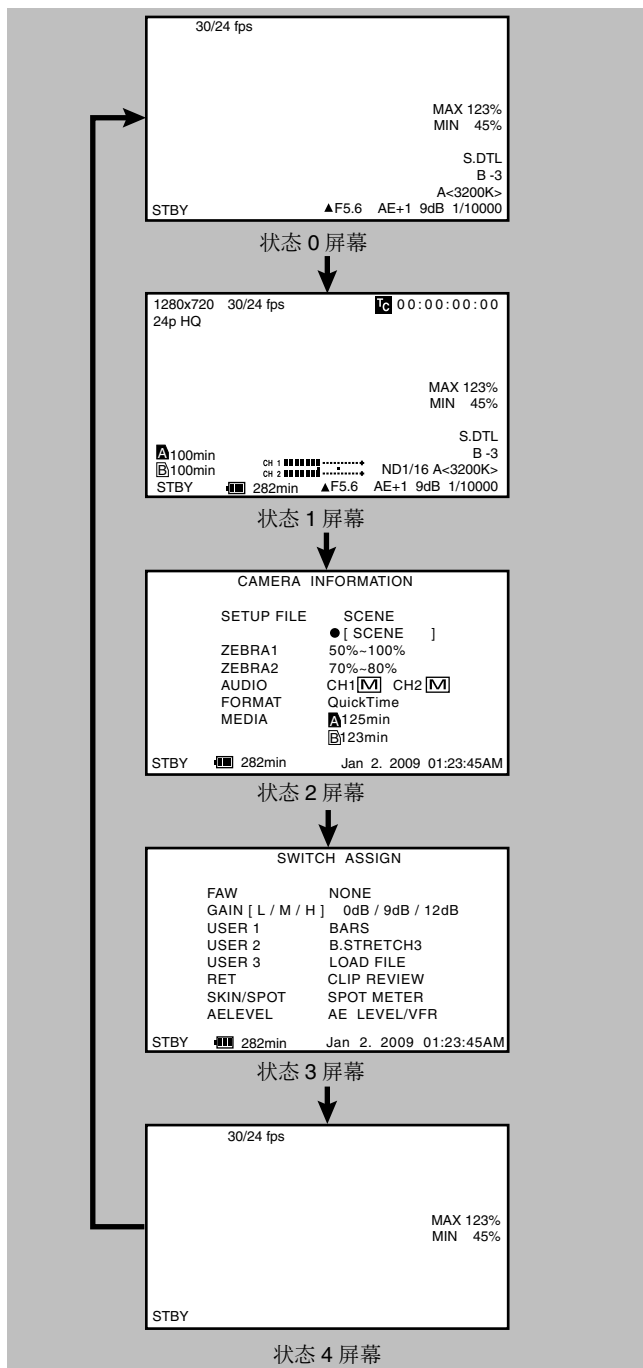 30/24 fps
MAX 123%
MIN 45%
S.DTL
B -3
A<3200K>
STBY ▲F5.6 AE+1 9dB 1/10000
状态 0 屏幕
1280x720 30/24 fps TC 00:00:00:00
24p HQ
MAX 123%
MIN 45%
S.DTL
A 100min B -3
B 100min CH 1 CH 2 ND1/16 A<3200K>
STBY 282min ▲F5.6 AE+1 9dB 1/10000
状态 1 屏幕
CAMERA INFORMATION
SETUP FILE SCENE
●[ SCENE ]
ZEBRA1 50%~100%
ZEBRA2 70%~80%
AUDIO CH1 M CH2 M
FORMAT QuickTime
MEDIA A 125min
B 123min
STBY 282min Jan 2. 2009 01:23:45AM
状态 2 屏幕
SWITCH ASSIGN
FAW NONE
GAIN [ L / M / H ] 0dB / 9dB / 12dB
USER 1 BARS
USER 2 B.STRETCH3
USER 3 LOAD FILE
RET CLIP REVIEW
SKIN/SPOT SPOT METER
AELEVEL AE LEVEL/VFR
STBY 282min Jan 2. 2009 01:23:45AM
状态 3 屏幕
30/24 fps
MAX 123%
MIN 45%
STBY
状态 4 屏幕